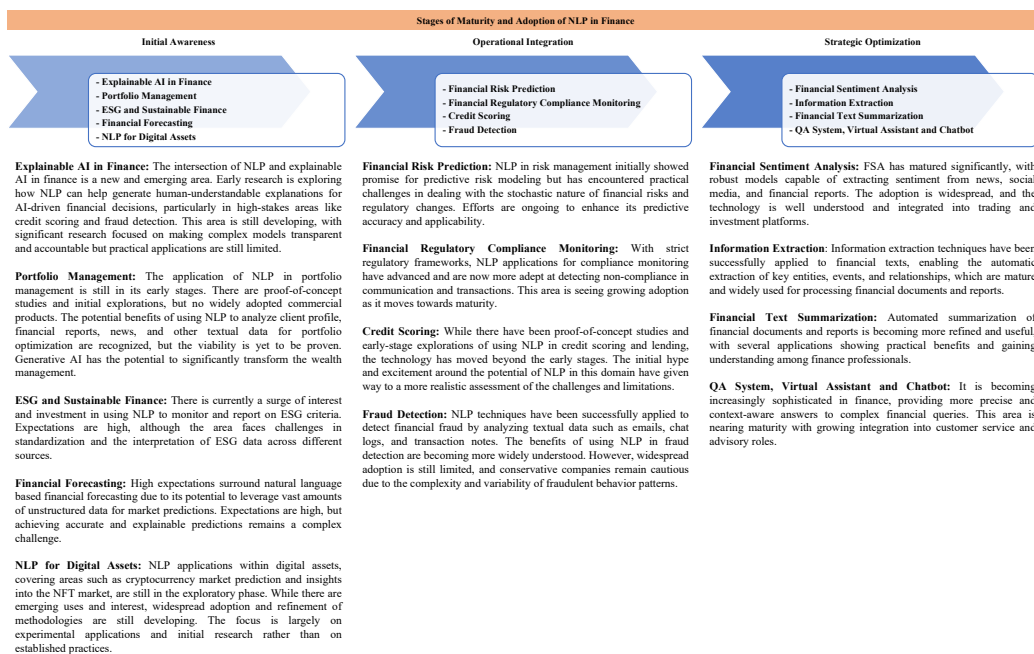 Stages of Maturity and Adoption of NLP in Finance
Initial Awareness
- Explainable AI in Finance
- Portfolio Management
- ESG and Sustainable Finance
- Financial Forecasting
- NLP for Digital Assets
Explainable AI in Finance: The intersection of NLP and explainable
AI in finance is a new and emerging area. Early research is exploring
how NLP can help generate human-understandable explanations for
AI-driven financial decisions, particularly in high-stakes areas like
credit scoring and fraud detection. This area is still developing, with
significant research focused on making complex models transparent
and accountable but practical applications are still limited.
Portfolio Management: The application of NLP in portfolio
management is still in its early stages. There are proof-of-concept
studies and initial explorations, but no widely adopted commercial
products. The potential benefits of using NLP to analyze client profile,
financial reports, news, and other textual data for portfolio
optimization are recognized, but the viability is yet to be proven.
Generative AI has the potential to significantly transform the wealth
management.
ESG and Sustainable Finance: There is currently a surge of interest
and investment in using NLP to monitor and report on ESG criteria.
Expectations are high, although the area faces challenges in
standardization and the interpretation of ESG data across different
sources.
Financial Forecasting: High expectations surround natural language
based financial forecasting due to its potential to leverage vast amounts
of unstructured data for market predictions. Expectations are high, but
achieving accurate and explainable predictions remains a complex
challenge.
NLP for Digital Assets: NLP applications within digital assets,
covering areas such as cryptocurrency market prediction and insights
into the NFT market, are still in the exploratory phase. While there are
emerging uses and interest, widespread adoption and refinement of
methodologies are still developing. The focus is largely on
experimental applications and initial research rather than on
established practices.
Operational Integration
- Financial Risk Prediction
- Financial Regulatory Compliance Monitoring
- Credit Scoring
- Fraud Detection
Financial Risk Prediction: NLP in risk management initially showed
promise for predictive risk modeling but has encountered practical
challenges in dealing with the stochastic nature of financial risks and
regulatory changes. Efforts are ongoing to enhance its predictive
accuracy and applicability.
Financial Regulatory Compliance Monitoring: With strict
regulatory frameworks, NLP applications for compliance monitoring
have advanced and are now more adept at detecting non-compliance in
communication and transactions. This area is seeing growing adoption
as it moves towards maturity.
Credit Scoring: While there have been proof-of-concept studies and
early-stage explorations of using NLP in credit scoring and lending,
the technology has moved beyond the early stages. The initial hype
and excitement around the potential of NLP in this domain have given
way to a more realistic assessment of the challenges and limitations.
Fraud Detection: NLP techniques have been successfully applied to
detect financial fraud by analyzing textual data such as emails, chat
logs, and transaction notes. The benefits of using NLP in fraud
detection are becoming more widely understood. However, widespread
adoption is still limited, and conservative companies remain cautious
due to the complexity and variability of fraudulent behavior patterns.
Strategic Optimization
- Financial Sentiment Analysis
- Information Extraction
- Financial Text Summarization
- QA System, Virtual Assistant and Chatbot
Financial Sentiment Analysis: FSA has matured significantly, with
robust models capable of extracting sentiment from news, social
media, and financial reports. The adoption is widespread, and the
technology is well understood and integrated into trading and
investment platforms.
Information Extraction: Information extraction techniques have been
successfully applied to financial texts, enabling the automatic
extraction of key entities, events, and relationships, which are mature
and widely used for processing financial documents and reports.
Financial Text Summarization: Automated summarization of
financial documents and reports is becoming more refined and useful,
with several applications showing practical benefits and gaining
understanding among finance professionals.
QA System, Virtual Assistant and Chatbot: It is becoming
increasingly sophisticated in finance, providing more precise and
context-aware answers to complex financial queries. This area is
nearing maturity with growing integration into customer service and
advisory roles.